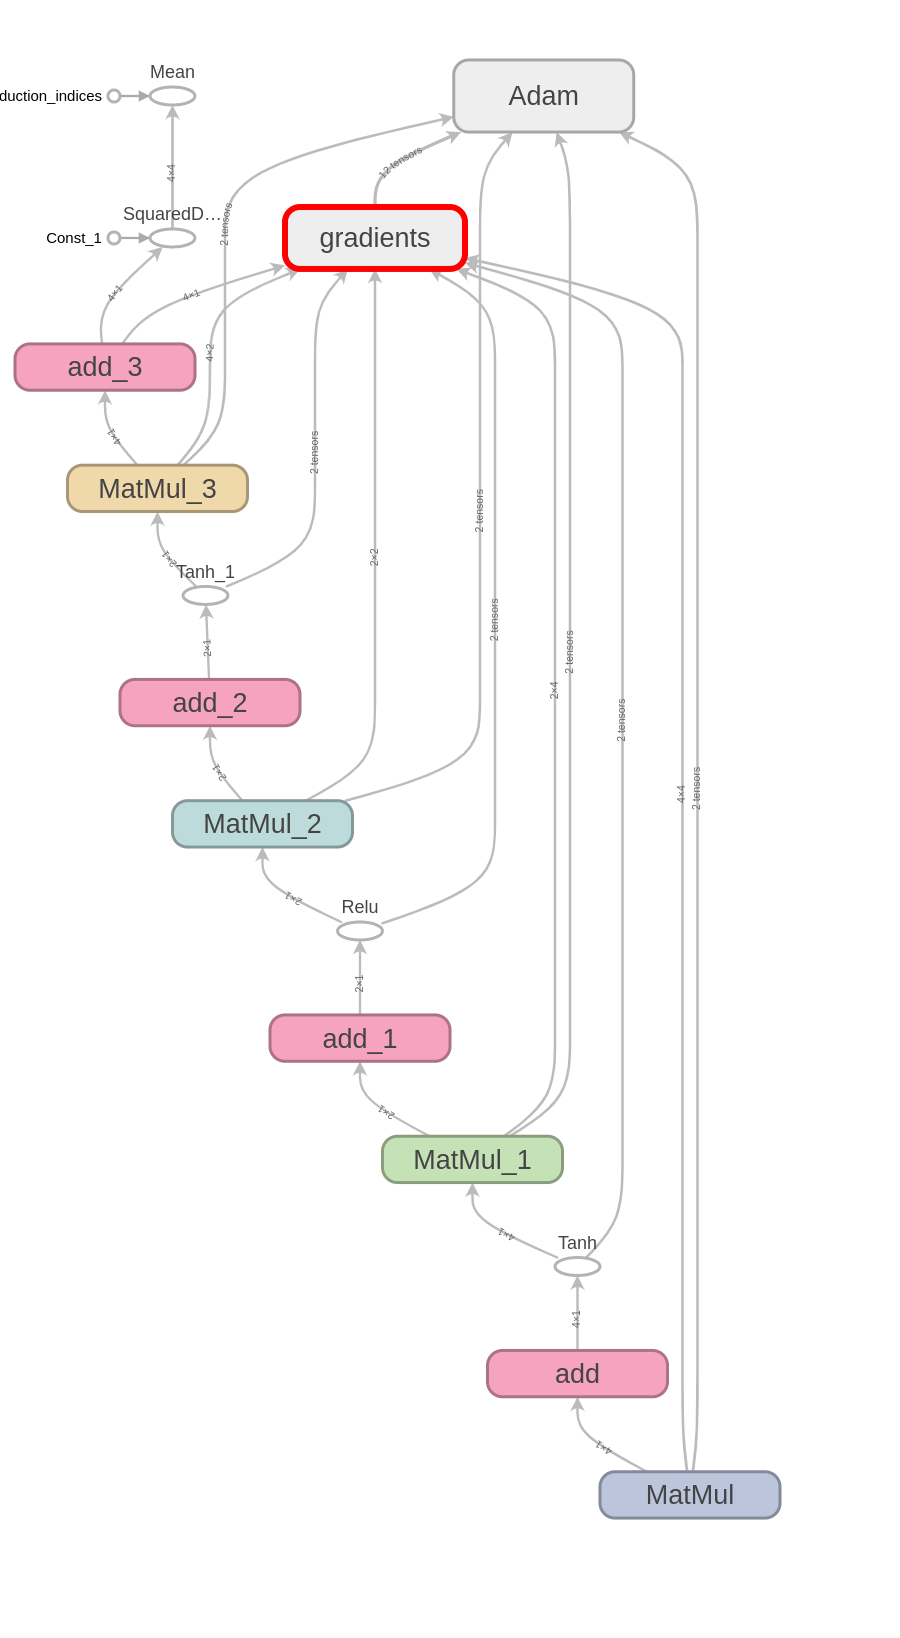 Mean
duction_indices
Adam
4×4
12 tensors
SquaredD...
2 tensors
Const_1
gradients
4×1
4×1
4×2
add_3
4×1
2 tensors
MatMul_3
2 tensors
2×1
2×2
Tanh_1
2 tensors
2×1
2 tensors
2×4
add_2
2 tensors
2×1
4×4
2 tensors
MatMul_2
2×1
Relu
2×1
add_1
2×1
MatMul_1
4×1
Tanh
4×1
add
4×1
MatMul